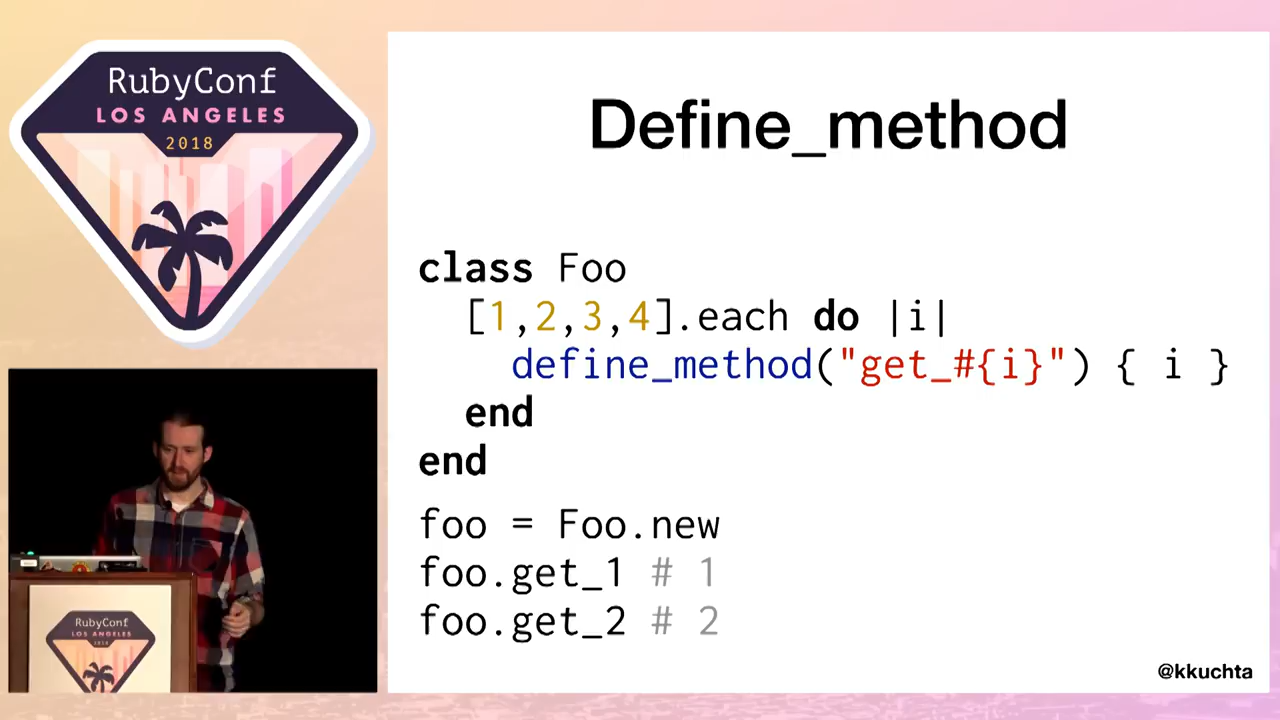 RubyConf
LOS ANGELES
2018
Define_method
class Foo
  [1,2,3,4].each do |i|
    define_method("get_#{i}") { i }
  end
end
foo = Foo.new
foo.get_1 # 1
foo.get_2 # 2
@kkuchta
RubyConf
LOS ANGELES
2018